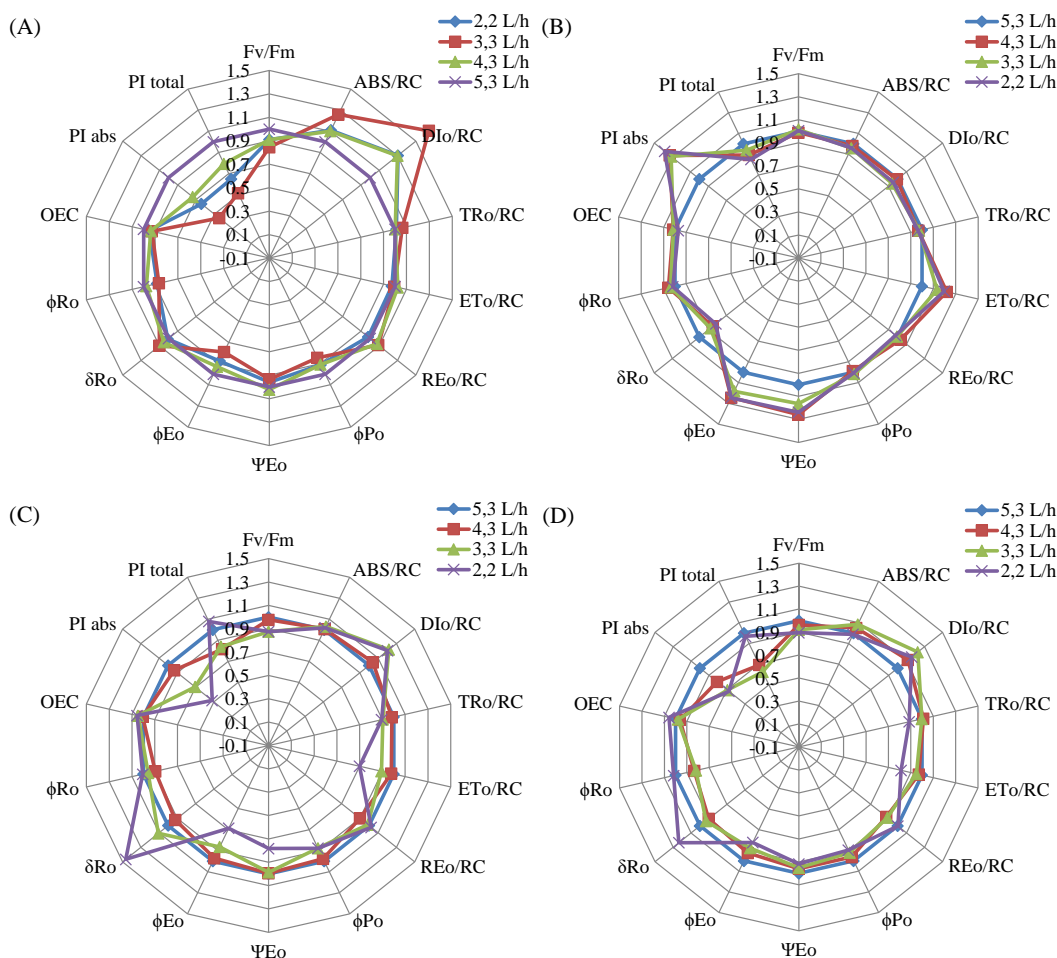 (A)
2,2 L/h
3,3 L/h
4,3 L/h
5,3 L/h
Fv/Fm
ABS/RC
DIo/RC
TRo/RC
ETo/RC
REo/RC
ϕPo
ΨEo
ϕEo
δRo
ϕRo
OEC
PI abs
PI total
1.5
1.3
1.1
0.9
0.7
0.5
0.3
0.1
-0.1
(B)
5,3 L/h
4,3 L/h
3,3 L/h
2,2 L/h
Fv/Fm
ABS/RC
DIo/RC
TRo/RC
ETo/RC
REo/RC
ϕPo
ΨEo
ϕEo
δRo
ϕRo
OEC
PI abs
PI total
1.5
1.3
1.1
0.9
0.7
0.5
0.3
0.1
-0.1
(C)
5,3 L/h
4,3 L/h
3,3 L/h
2,2 L/h
Fv/Fm
ABS/RC
DIo/RC
TRo/RC
ETo/RC
REo/RC
ϕPo
ΨEo
ϕEo
δRo
ϕRo
OEC
PI abs
PI total
1.5
1.3
1.1
0.9
0.7
0.5
0.3
0.1
-0.1
(D)
5,3 L/h
4,3 L/h
3,3 L/h
2,2 L/h
Fv/Fm
ABS/RC
DIo/RC
TRo/RC
ETo/RC
REo/RC
ϕPo
ΨEo
ϕEo
δRo
ϕRo
OEC
PI abs
PI total
1.5
1.3
1.1
0.9
0.7
0.5
0.3
0.1
-0.1